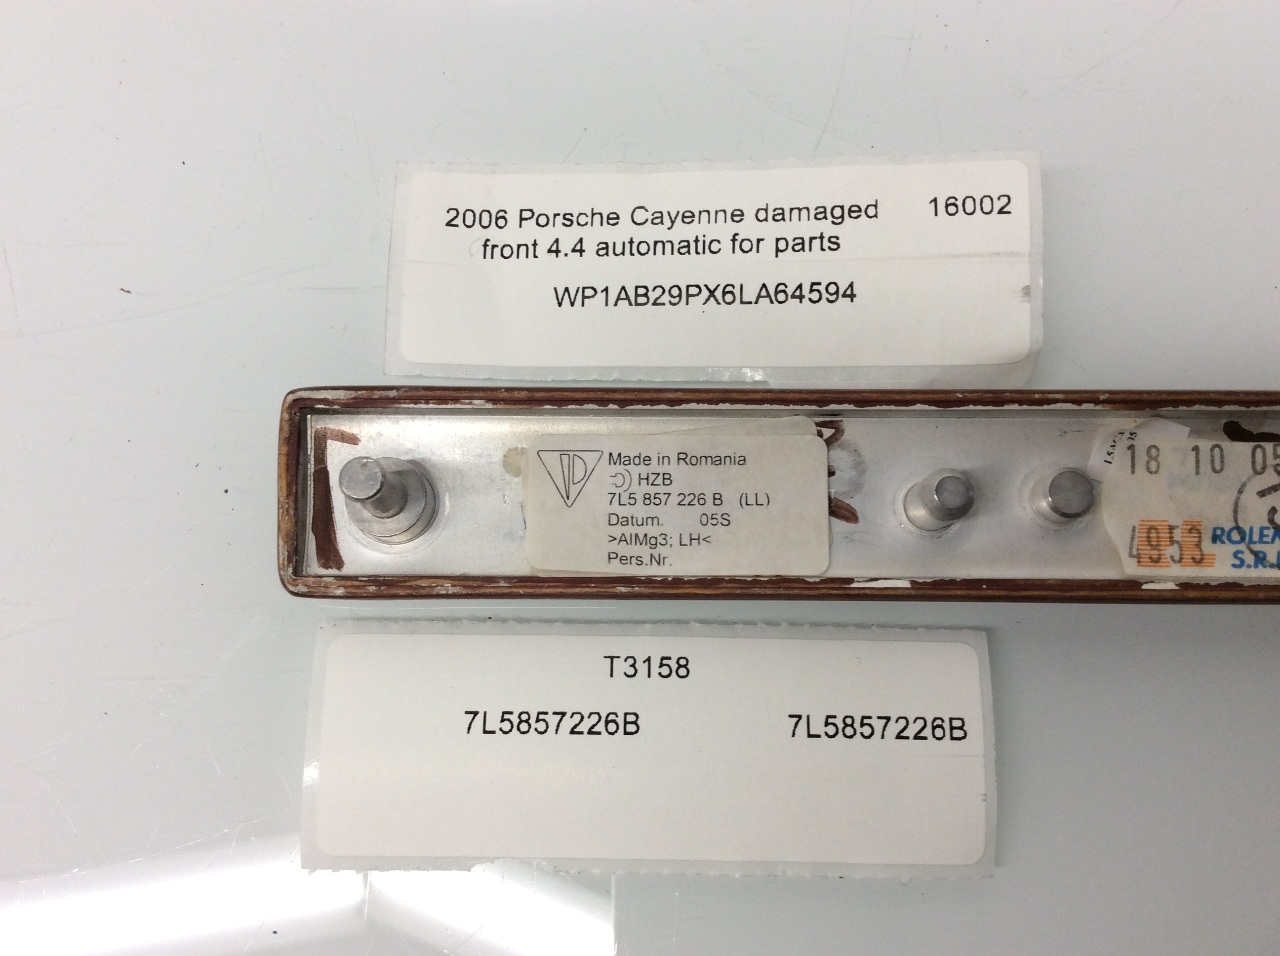 2006 Porsche Cayenne damaged 16002
front 4.4 automatic for parts
WP1AB29PX6LA64594
Made in Romania
HZB
7L5 857 226 B (LL)
Datum. 05S
>AlMg3; LH<
Pers.Nr.
18 10 05
4953
S.R.
T3158
7L5857226B 7L5857226B